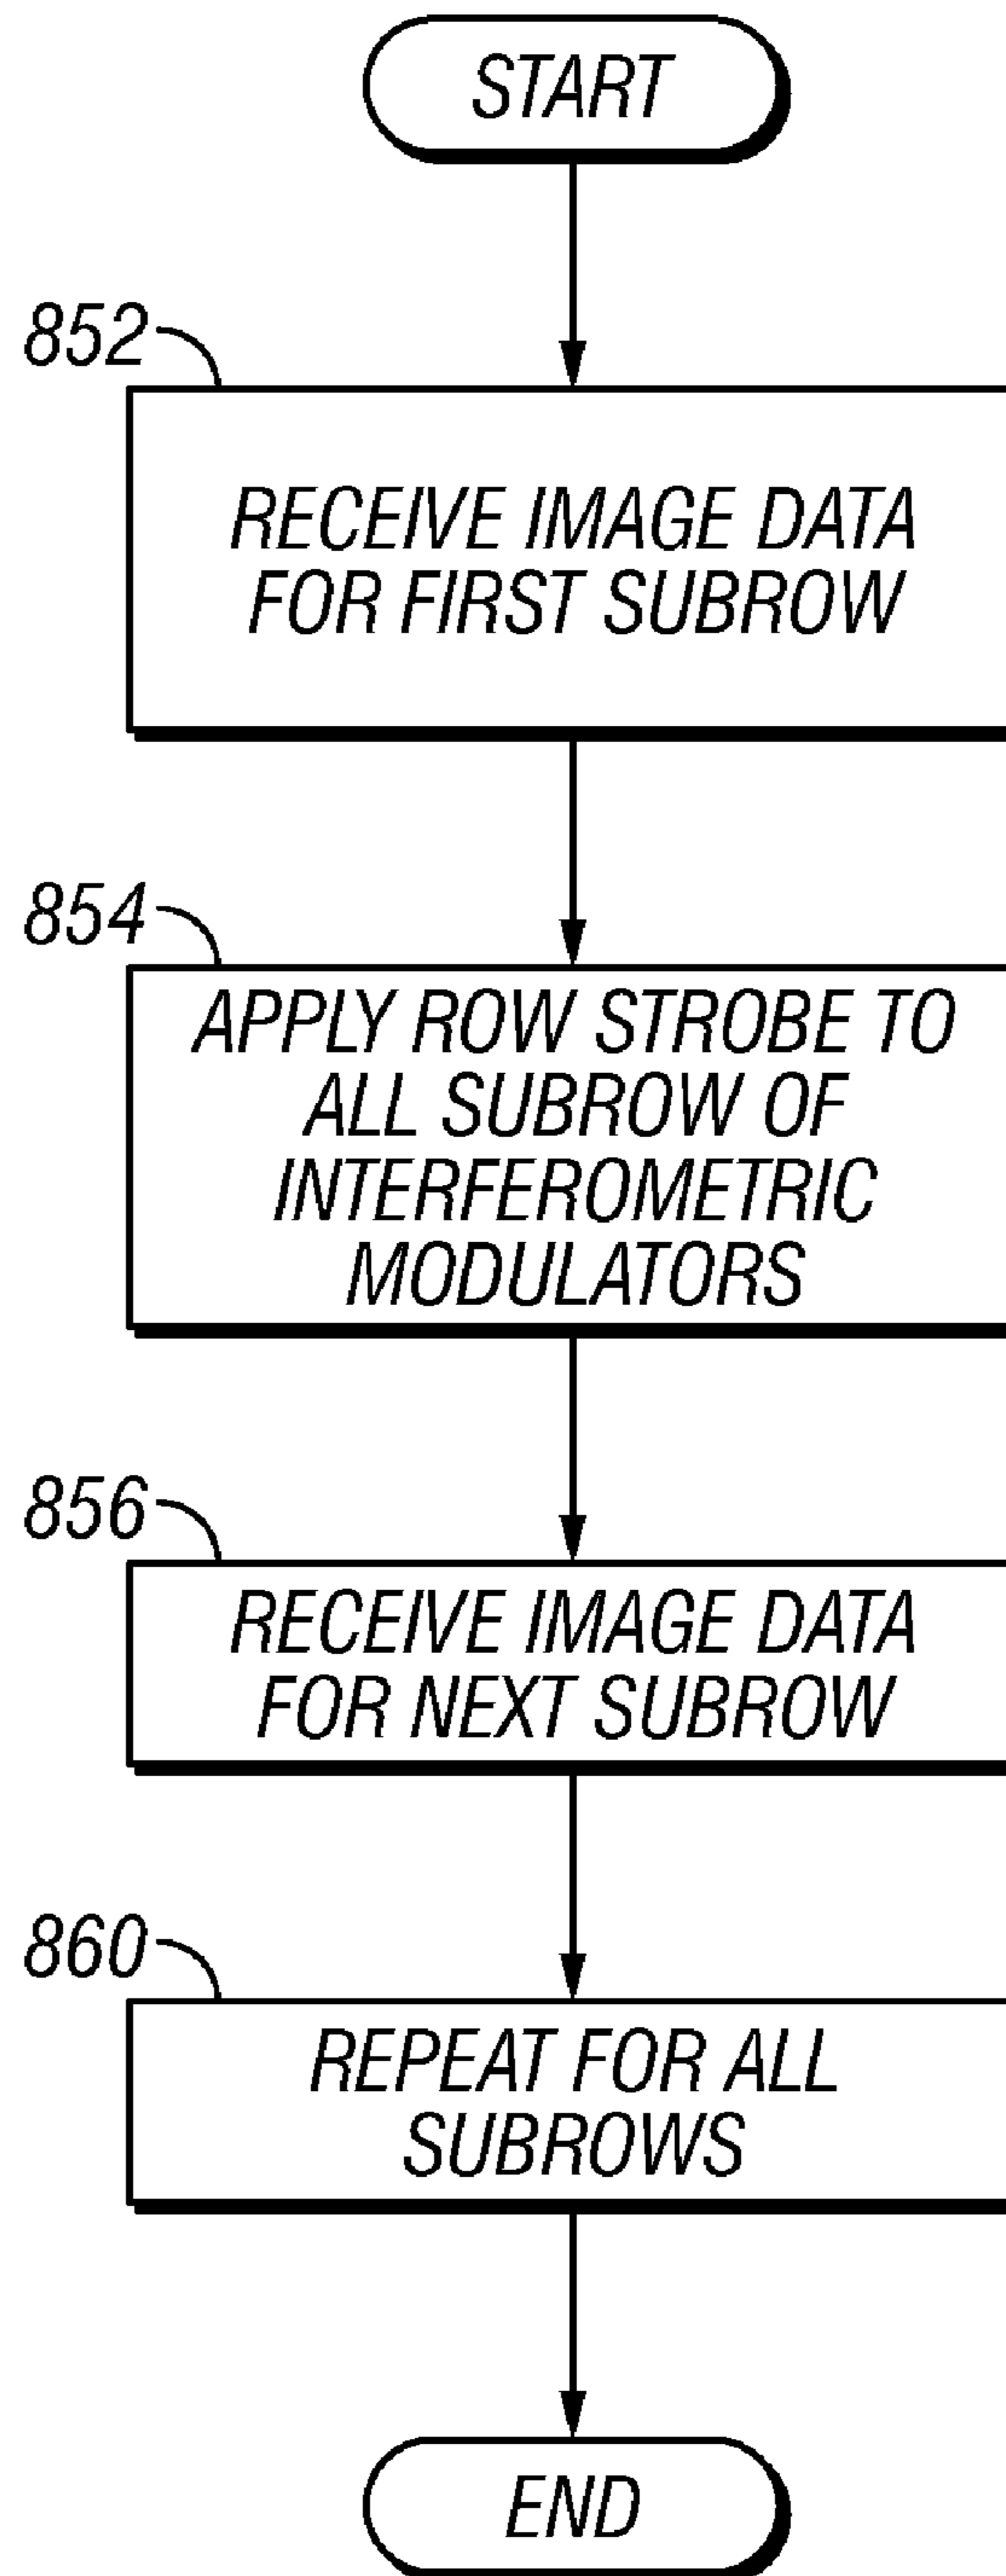 START
852
RECEIVE IMAGE DATA
FOR FIRST SUBROW
854
APPLY ROW STROBE TO
ALL SUBROW OF
INTERFEROMETRIC
MODULATORS
856
RECEIVE IMAGE DATA
FOR NEXT SUBROW
860
REPEAT FOR ALL
SUBROWS
END